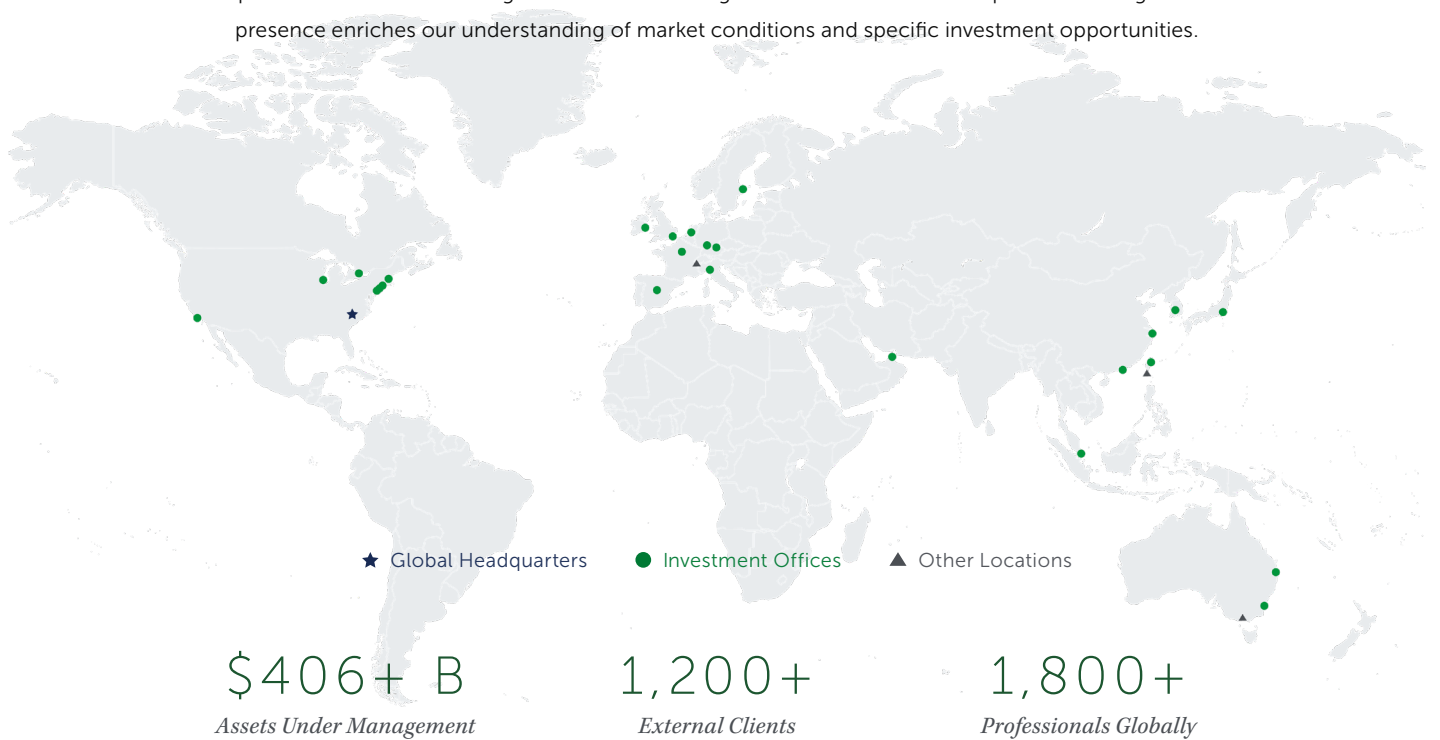 presence enriches our understanding of market conditions and specific investment opportunities.
Global Headquarters
Investment Offices
Other Locations
$406+ B
1,200+
1,800+
Assets Under Management
External Clients
Professionals Globally